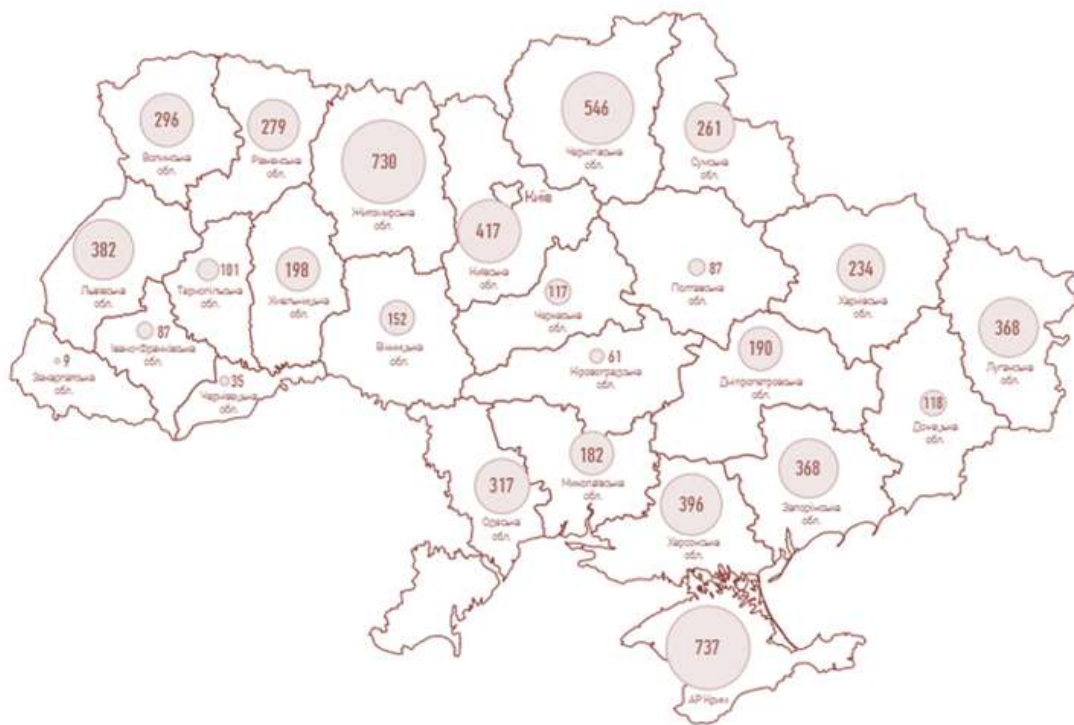 546
Чернігівська
обл.
296
Волинська
обл.
279
Рівненська
обл.
261
Сумська
обл.
730
Житомирська
обл.
Київ
417
Київська
обл.
382
Львівська
обл.
101
Тернопільська
обл.
198
Хмельницька
обл.
87
Полтавська
обл.
234
Харківська
обл.
117
Черкаська
обл.
152
Вінницька
обл.
87
Івано-Франківська
обл.
368
Луганська
обл.
9
Закарпатська
обл.
35
Чернівецька
обл.
61
Кіровоградська
обл.
190
Дніпропетровська
обл.
118
Донецька
обл.
182
Миколаївська
обл.
368
Запорізька
обл.
317
Одеська
обл.
396
Херсонська
обл.
737
АР Крим